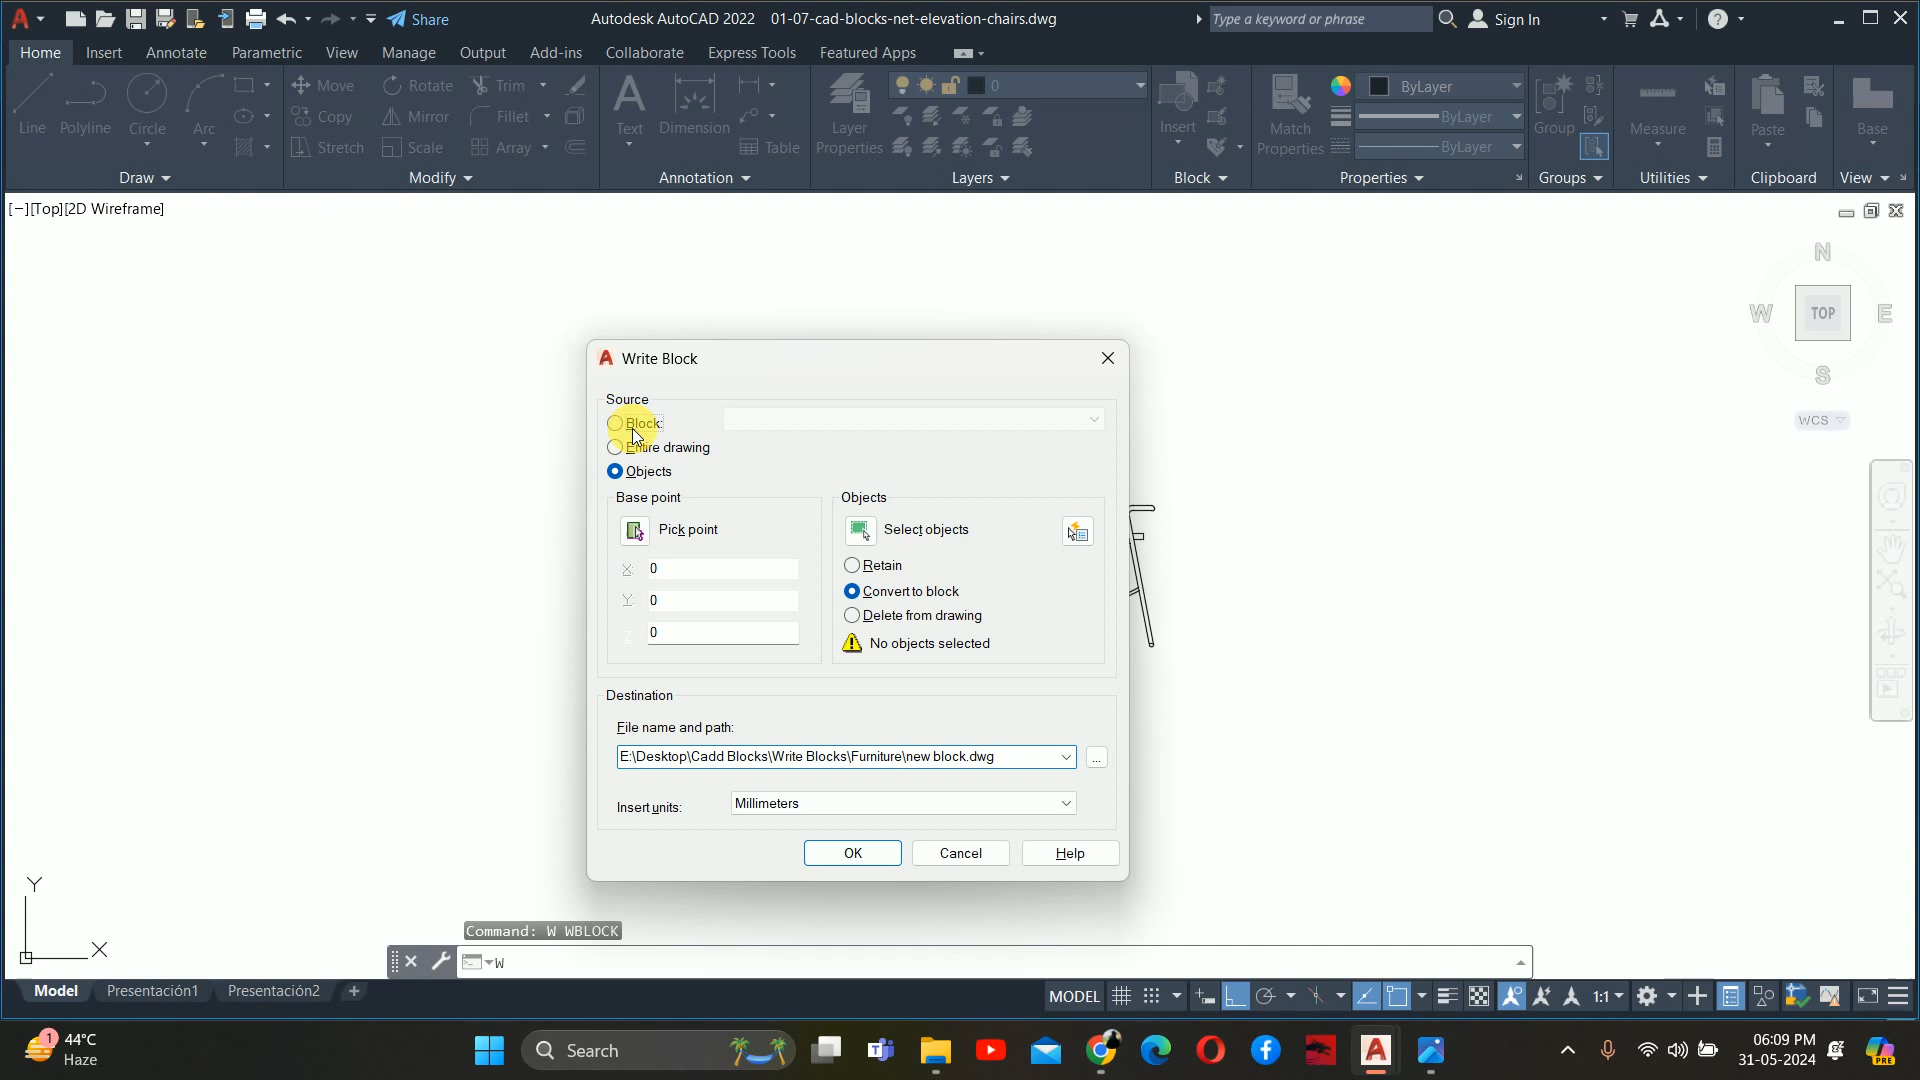 Share
Autodesk AutoCAD 2022 01-07-cad-blocks-net-elevation-chairs.dwg
Type a keyword or phrase
Sign In
Home Insert Annotate Parametric View Manage Output Add-ins Collaborate Express Tools Featured Apps
Line Polyline Circle Arc
Move Rotate Trim
Copy Mirror Fillet
Stretch Scale Array
Text Dimension Table
Layer Properties
0
Insert
Match Properties
ByLayer
ByLayer
ByLayer
Group
Measure
Paste
Base
Draw Modify Annotation Layers Block Properties Groups Utilities Clipboard View
[−][Top][2D Wireframe]
N
W TOP E
S
WCS
Write Block
Source
Block:
Entire drawing
Objects
Base point
Pick point
X: 0
Y: 0
0
Objects
Select objects
Retain
Convert to block
Delete from drawing
No objects selected
Destination
File name and path:
E:\Desktop\Cadd Blocks\Write Blocks\Furniture\new block.dwg
...
Insert units: Millimeters
OK Cancel Help
Y
X
Command: W WBLOCK
W
Model Presentación1 Presentación2 +
MODEL 1:1
1
44°C
Haze
Search
06:09 PM
31-05-2024
PRE